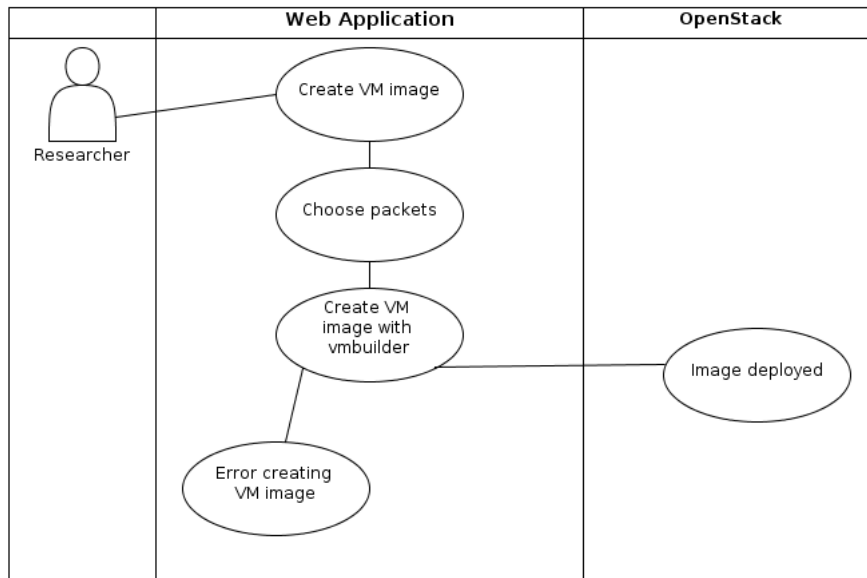 Web Application
OpenStack
Researcher
Create VM image
Choose packets
Create VM
image with
vmbuilder
Image deployed
Error creating
VM image